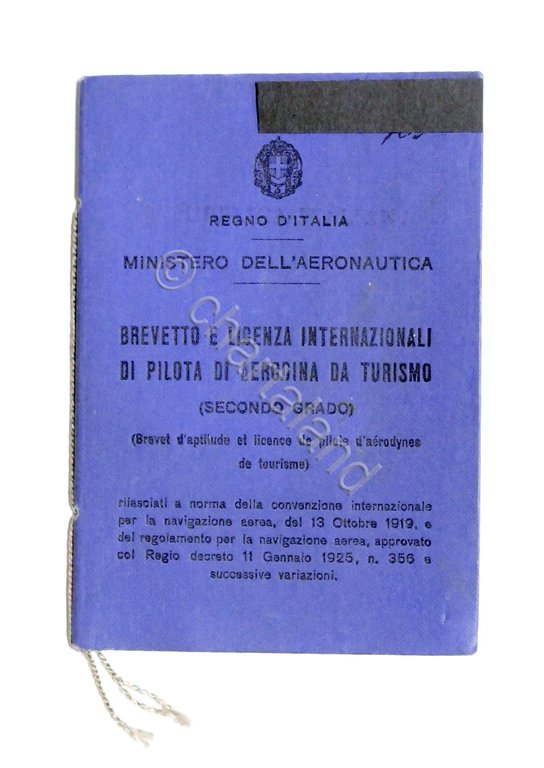 REGNO D'ITALIA
MINISTERO DELL'AERONAUTICA
BREVETTO E LICENZA INTERNAZIONALI
DI PILOTA DI AERODINA DA TURISMO
(SECONDO GRADO)
(Brevet d'aptitude et licence de pilote d'aérodynes
de tourisme)
rilasciati a norma della convenzione internazionale
per la navigazione aerea, del 13 Ottobre 1919, e
del regolamento per la navigazione aerea, approvato
col Regio decreto 11 Gennaio 1925, n. 356 e
successive variazioni.
© chartaland